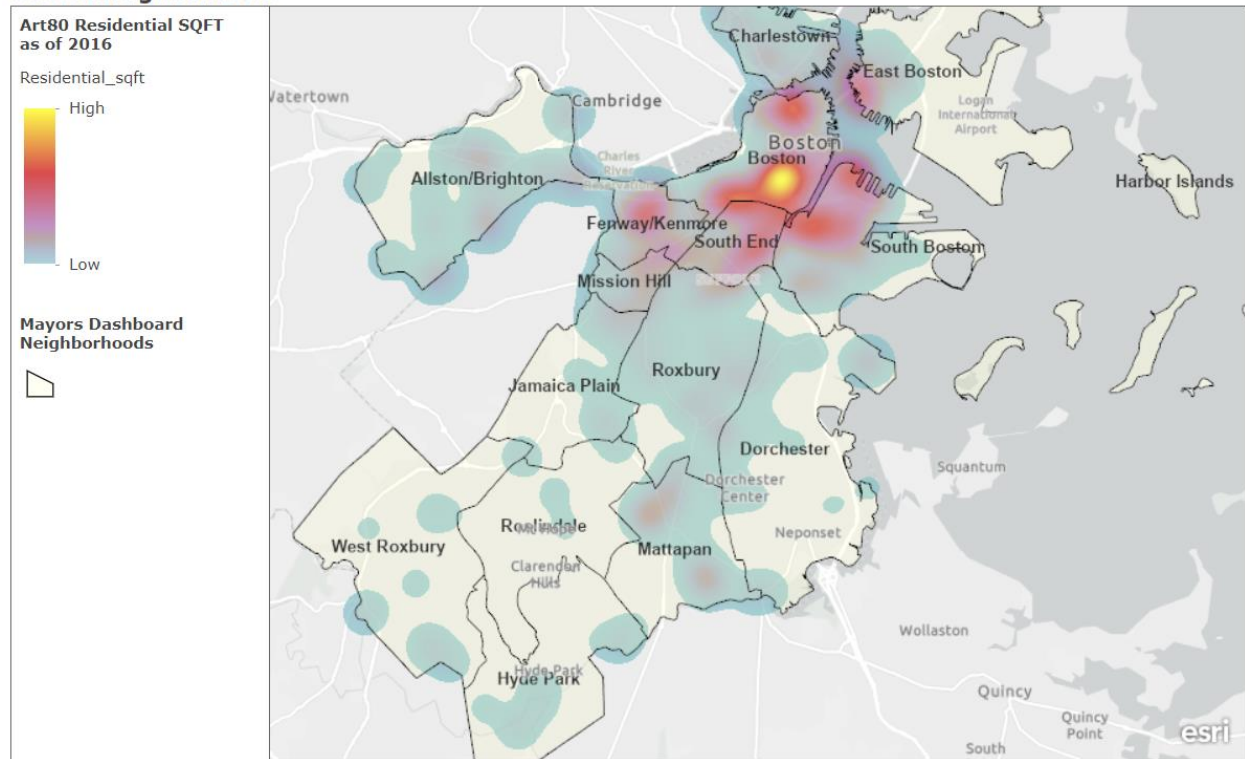 Art80 Residential SQFT
as of 2016
Residential_sqft
High
Low
Mayors Dashboard
Neighborhoods
Charlestown
East Boston
Watertown
Cambridge
Logan
International
Airport
Boston
Boston
Charles
River
Reservation
Allston/Brighton
Harbor Islands
Fenway/Kenmore
South End
South Boston
Mission Hill
Roxbury
Jamaica Plain
Dorchester
Squantum
Dorchester
Center
Roslindale
Mt Hope
Neponset
West Roxbury
Mattapan
Clarendon
Hills
Wollaston
Hyde Park
Hyde Park
Quincy
Quincy
Point
South
esri